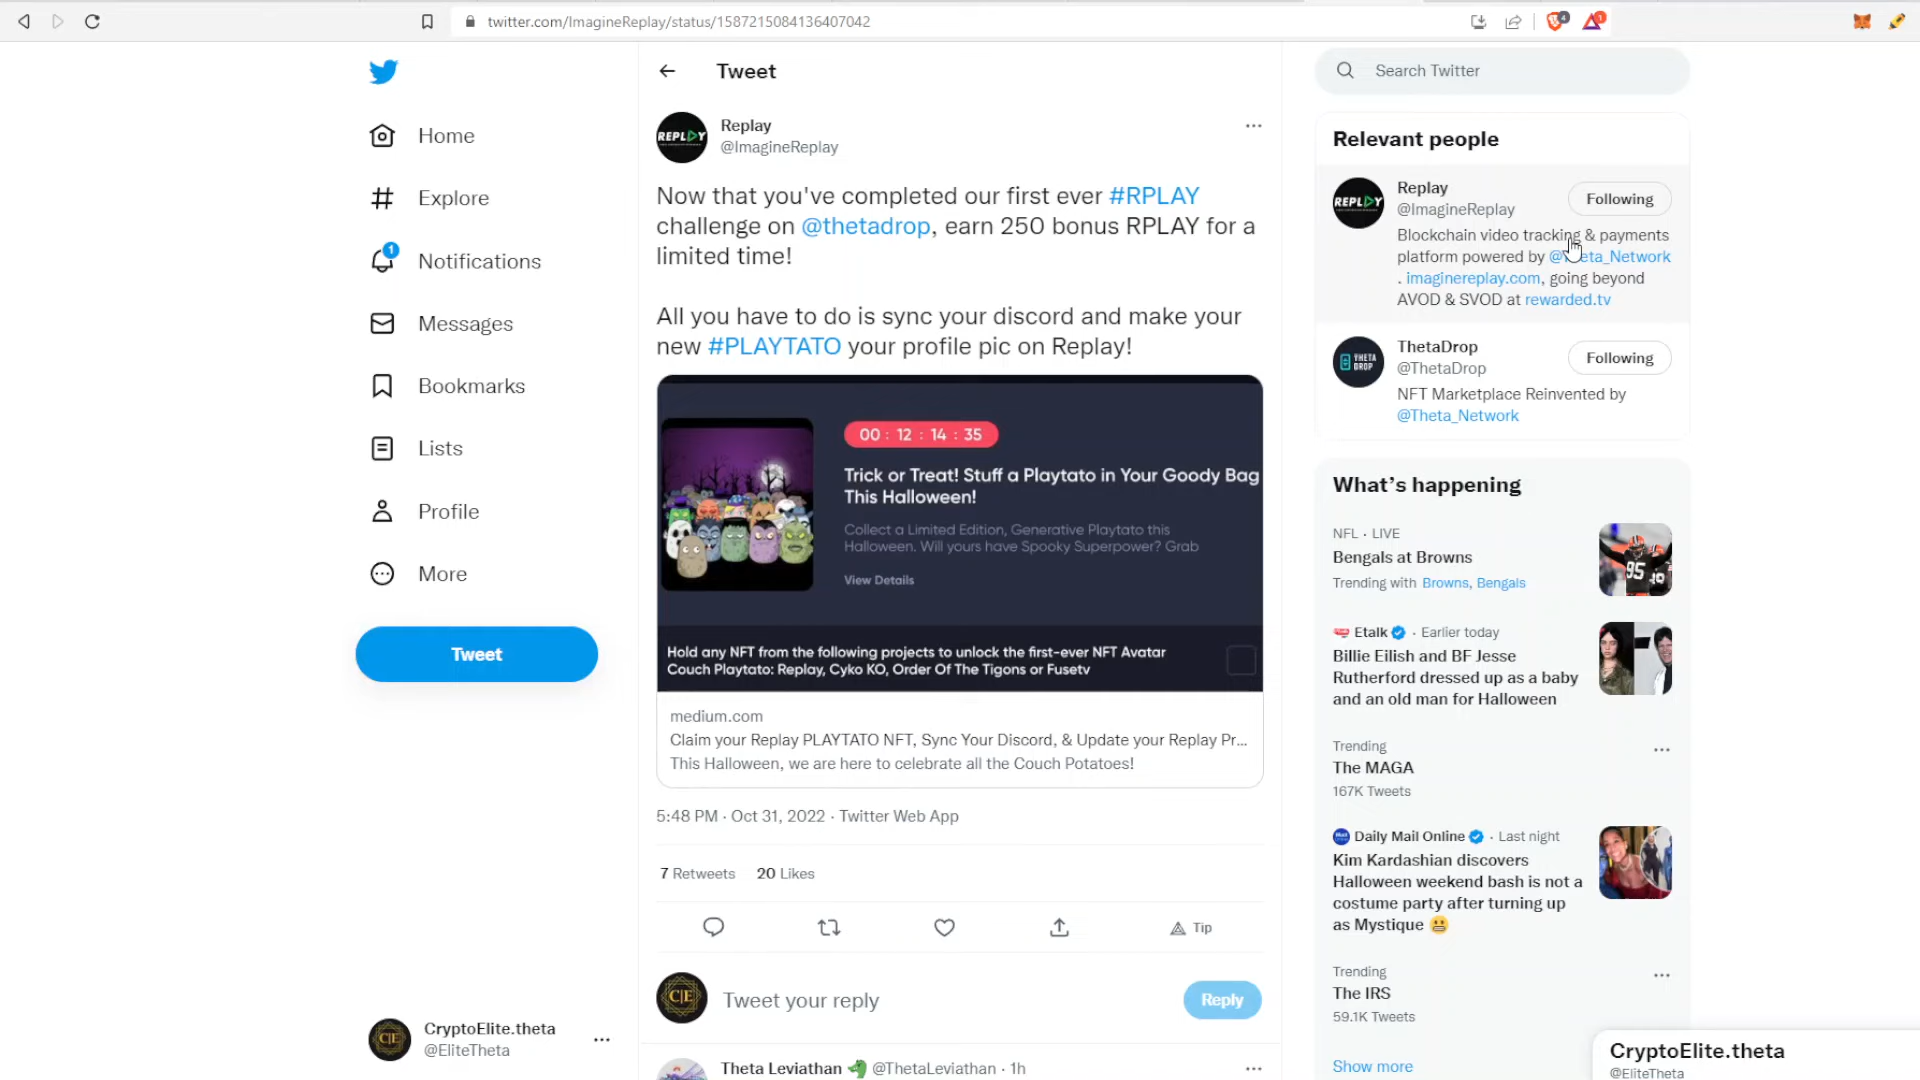 twitter.com/ImagineReplay/status/1587215084136407042
4
1
Home
Explore
1
Notifications
Messages
Bookmarks
Lists
Profile
More
Tweet
CryptoElite.theta
@EliteTheta
Tweet
REPLAY
Replay
@ImagineReplay
Now that you've completed our first ever #RPLAY
challenge on @thetadrop, earn 250 bonus RPLAY for a
limited time!
All you have to do is sync your discord and make your
new #PLAYTATO your profile pic on Replay!
00 : 12 : 14 : 35
Trick or Treat! Stuff a Playtato in Your Goody Bag
This Halloween!
Collect a Limited Edition, Generative Playtato this
Halloween. Will yours have Spooky Superpower? Grab
View Details
Hold any NFT from the following projects to unlock the first-ever NFT Avatar
Couch Playtato: Replay, Cyko KO, Order Of The Tigons or Fusetv
medium.com
Claim your Replay PLAYTATO NFT, Sync Your Discord, & Update your Replay Pr...
This Halloween, we are here to celebrate all the Couch Potatoes!
5:48 PM · Oct 31, 2022 · Twitter Web App
7 Retweets 20 Likes
Tip
C|E
Tweet your reply
Reply
Theta Leviathan @ThetaLeviathan · 1h
Search Twitter
Relevant people
REPLAY
Replay
@ImagineReplay
Following
Blockchain video tracking & payments
platform powered by @Theta_Network
. imaginereplay.com, going beyond
AVOD & SVOD at rewarded.tv
THETA
DROP
ThetaDrop
@ThetaDrop
Following
NFT Marketplace Reinvented by
@Theta_Network
What's happening
NFL · LIVE
Bengals at Browns
Trending with Browns, Bengals
95
Etalk · Earlier today
Billie Eilish and BF Jesse
Rutherford dressed up as a baby
and an old man for Halloween
Trending
The MAGA
167K Tweets
Daily Mail Online · Last night
Kim Kardashian discovers
Halloween weekend bash is not a
costume party after turning up
as Mystique 😬
Trending
The IRS
59.1K Tweets
Show more
CryptoElite.theta
@EliteTheta